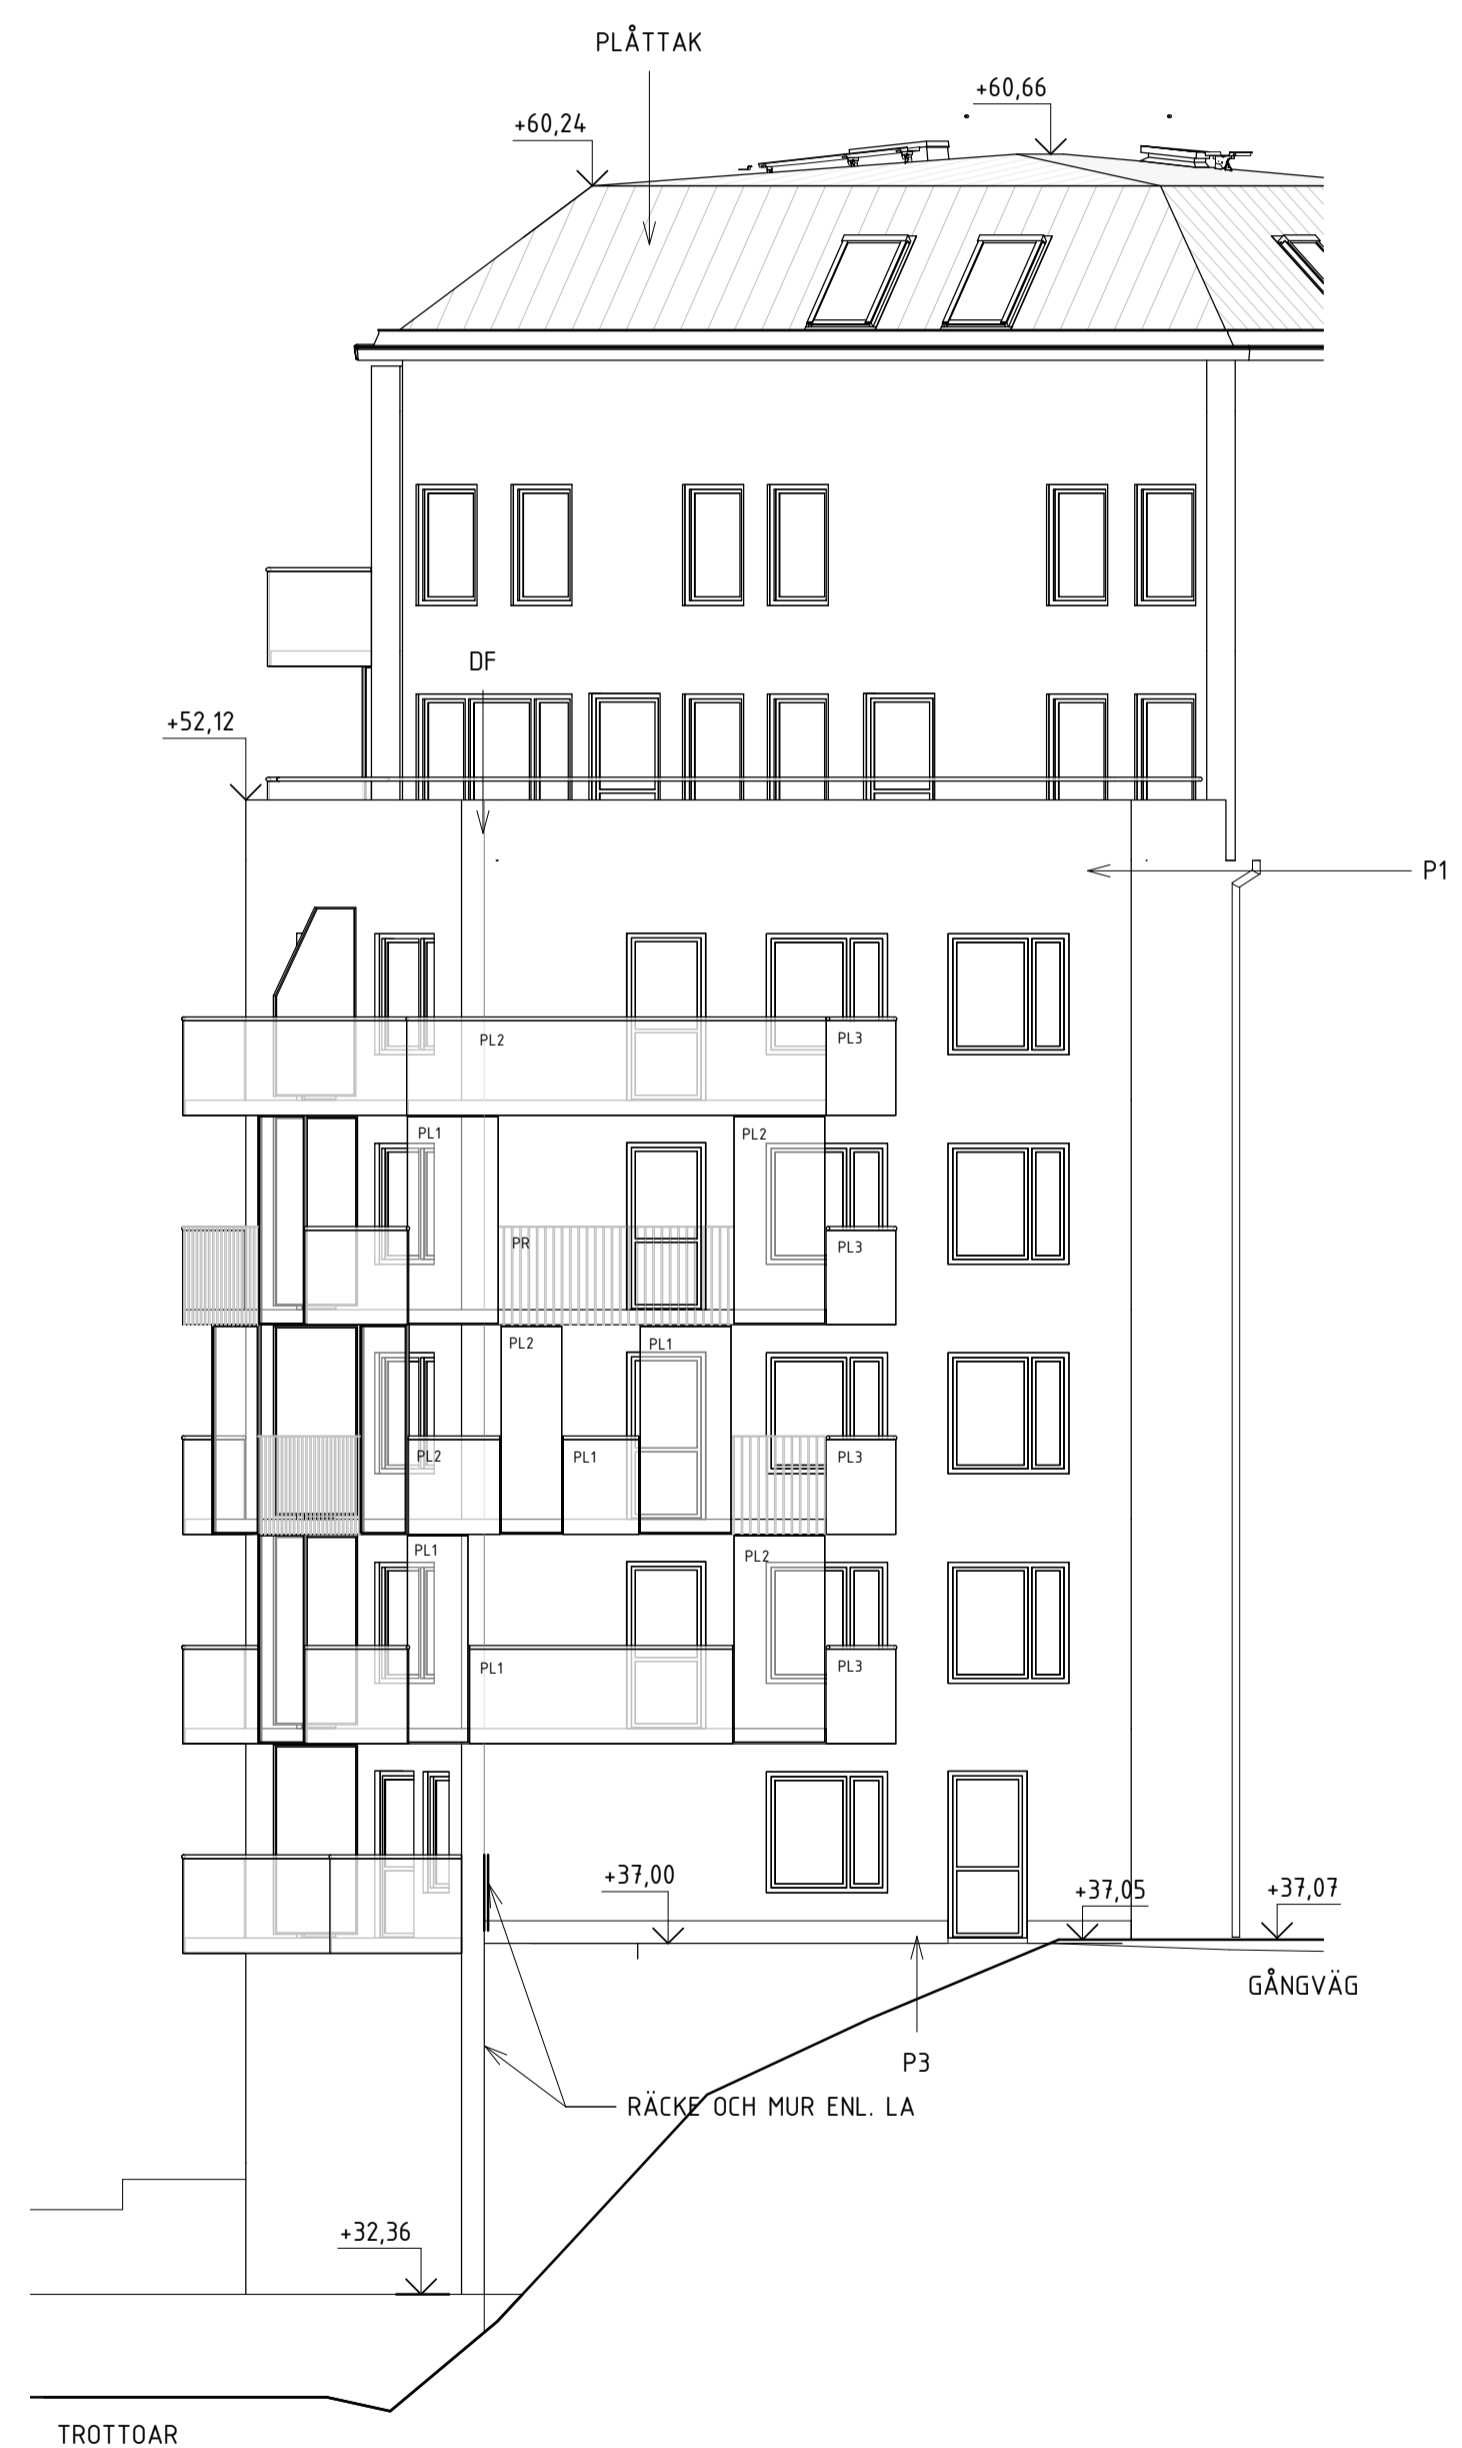 PLÅTTAK
+60,66
+60,24
DF
+52,12
P1
PL2
PL3
PL1
PL2
PR
PL3
PL2
PL1
PL2
PL1
PL3
PL1
PL2
PL1
PL3
+37,00
+37,05
+37,07
GÅNGVÄG
P3
RÄCKE OCH MUR ENL. LA
+32,36
TROTTOAR